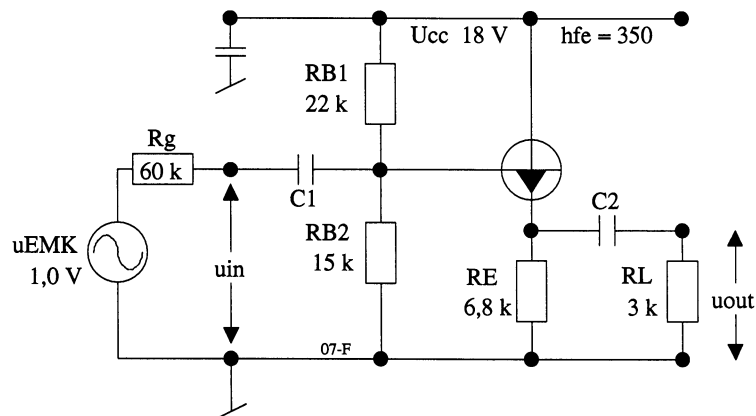 Ucc 18 V hfe = 350
RB1
22 k
Rg
60 k
C1
C2
uEMK
1,0 V
uin
RB2
15 k
RE
6,8 k
RL
3 k
uout
07-F